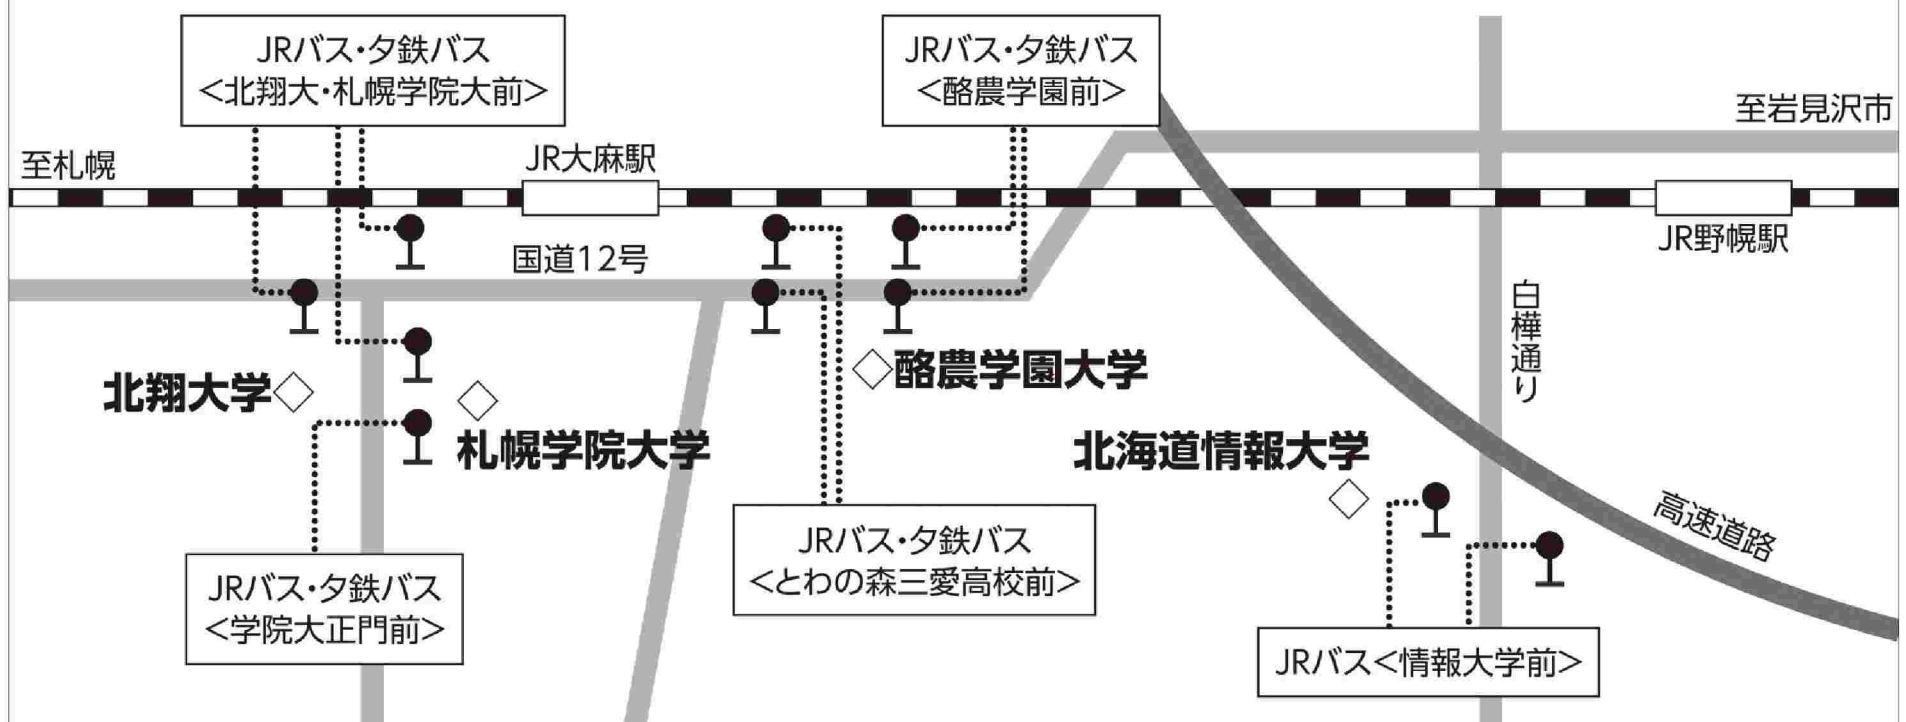 JRバス・夕鉄バス
<北翔大・札幌学院大前>
JRバス・夕鉄バス
<酪農学園前>
至岩見沢市
至札幌
JR大麻駅
JR野幌駅
国道12号
白樺通り
北翔大学
札幌学院大学
酪農学園大学
北海道情報大学
高速道路
JRバス・夕鉄バス
<とわの森三愛高校前>
JRバス・夕鉄バス
<学院大正門前>
JRバス<情報大学前>